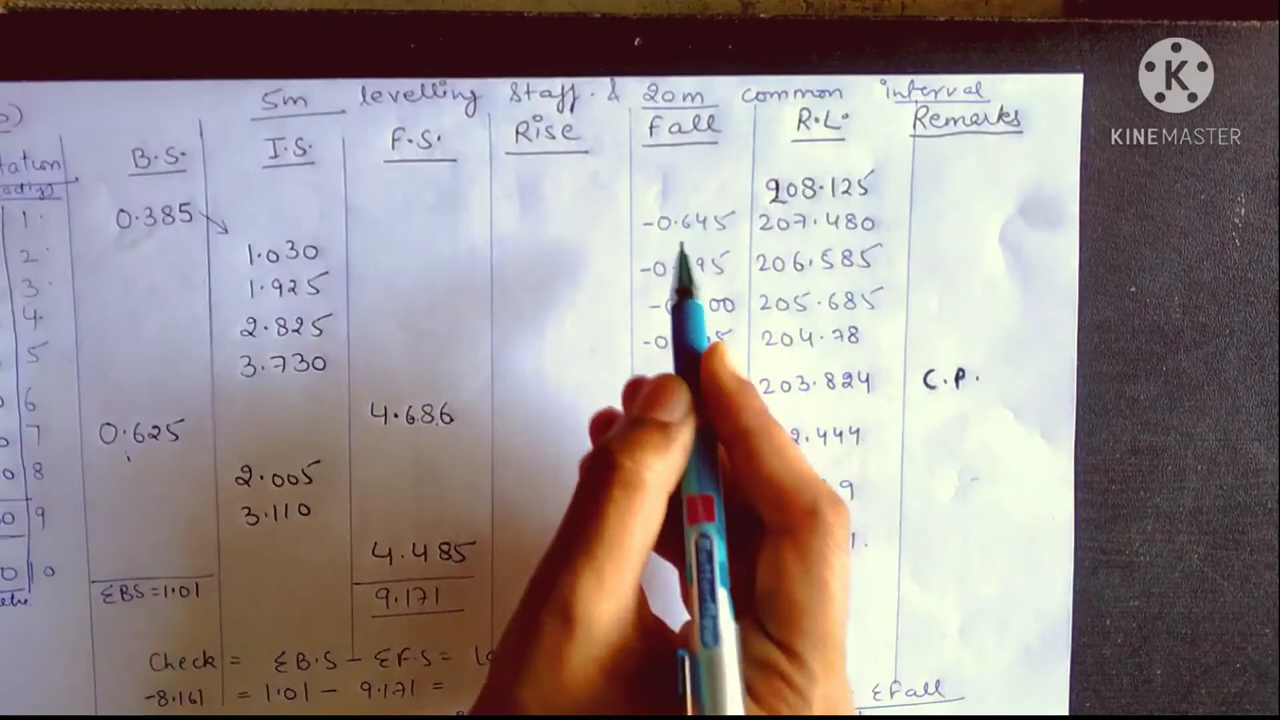 5m levelling staff. & 20m common interval
B.S. I.S. F.S. Rise Fall R.L. Remarks
208.125
1. 0.385 -0.645 207.480
2. 1.030 206.585
3. 1.925 205.685
4. 2.825 204.78
5 3.730 203.824 C.P.
6 4.686
7 0.625
8 2.005
9 3.110
10 4.485
ΣBS = 1.01 9.171
Check = ΣB.S - ΣF.S =
-8.161 = 1.01 - 9.171 =
ΣFall
KINEMASTER